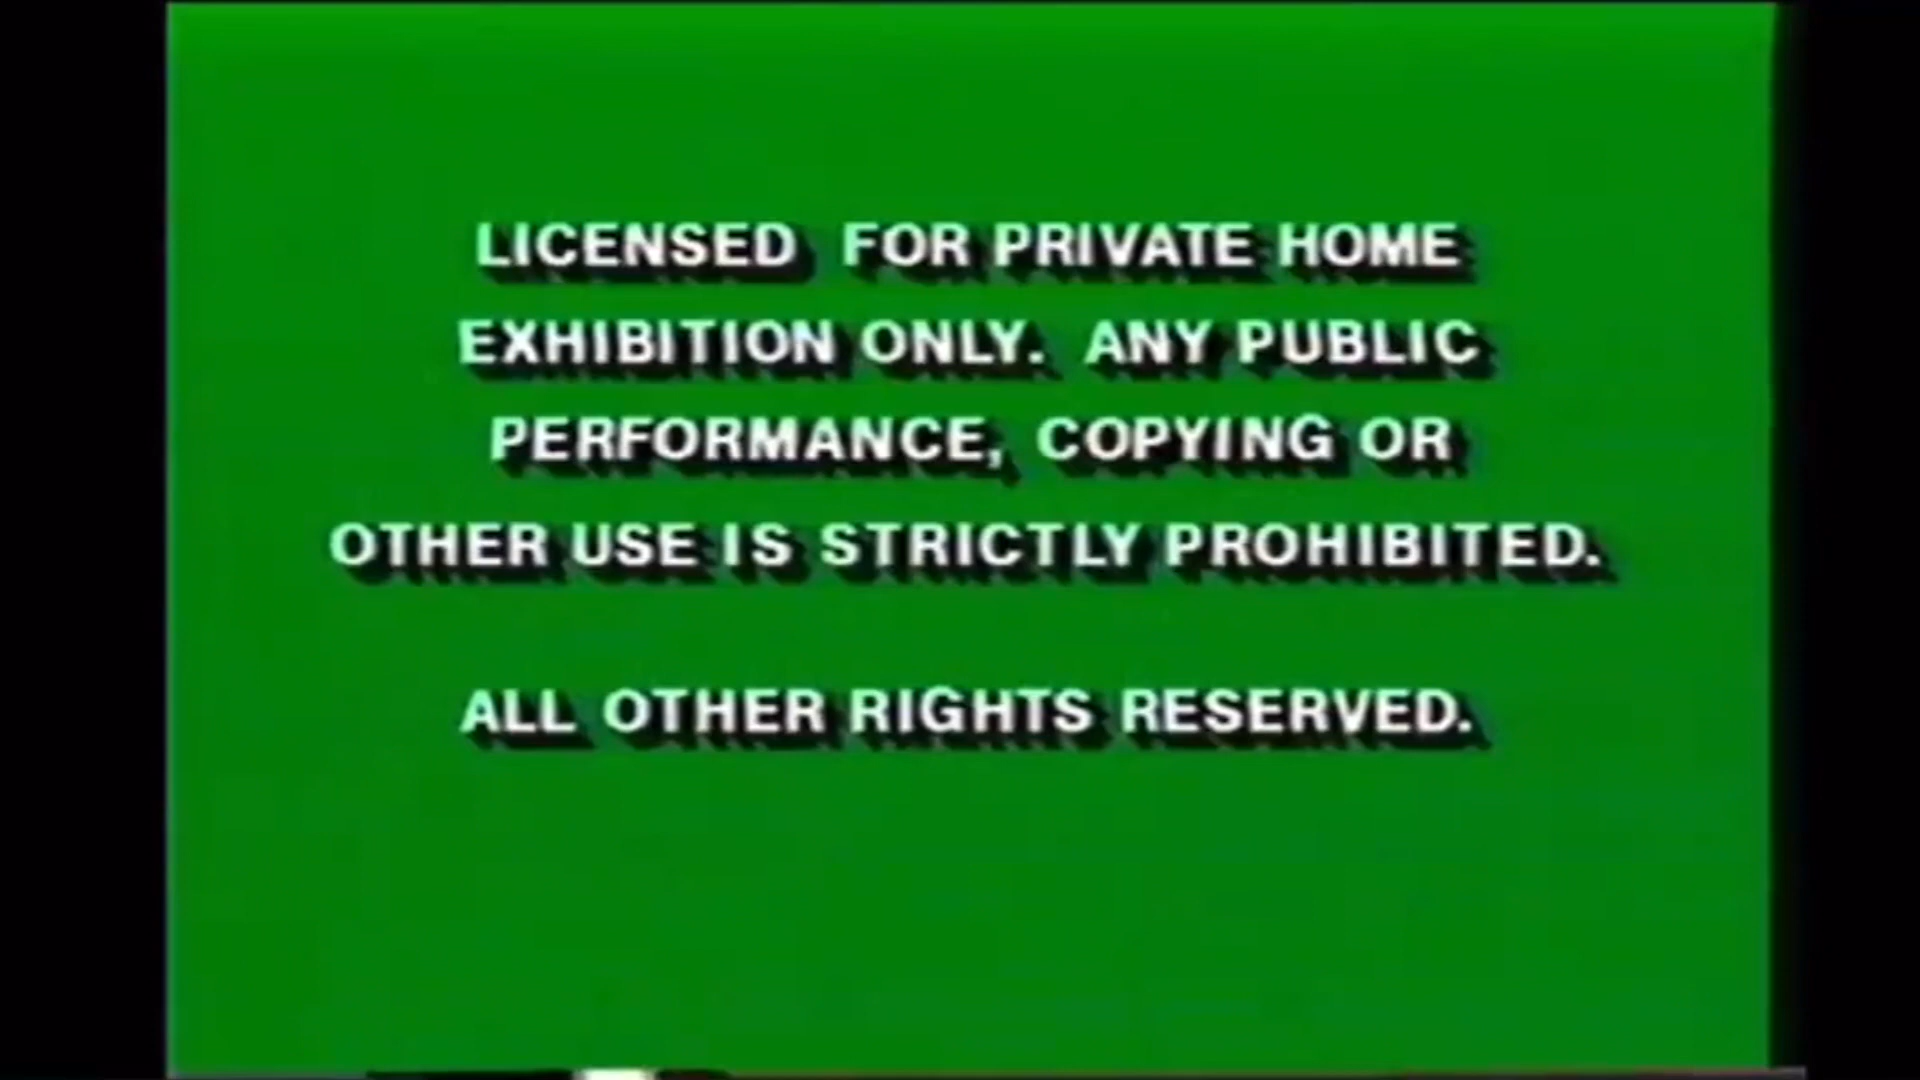 LICENSED FOR PRIVATE HOME
EXHIBITION ONLY. ANY PUBLIC
PERFORMANCE, COPYING OR
OTHER USE IS STRICTLY PROHIBITED.
ALL OTHER RIGHTS RESERVED.